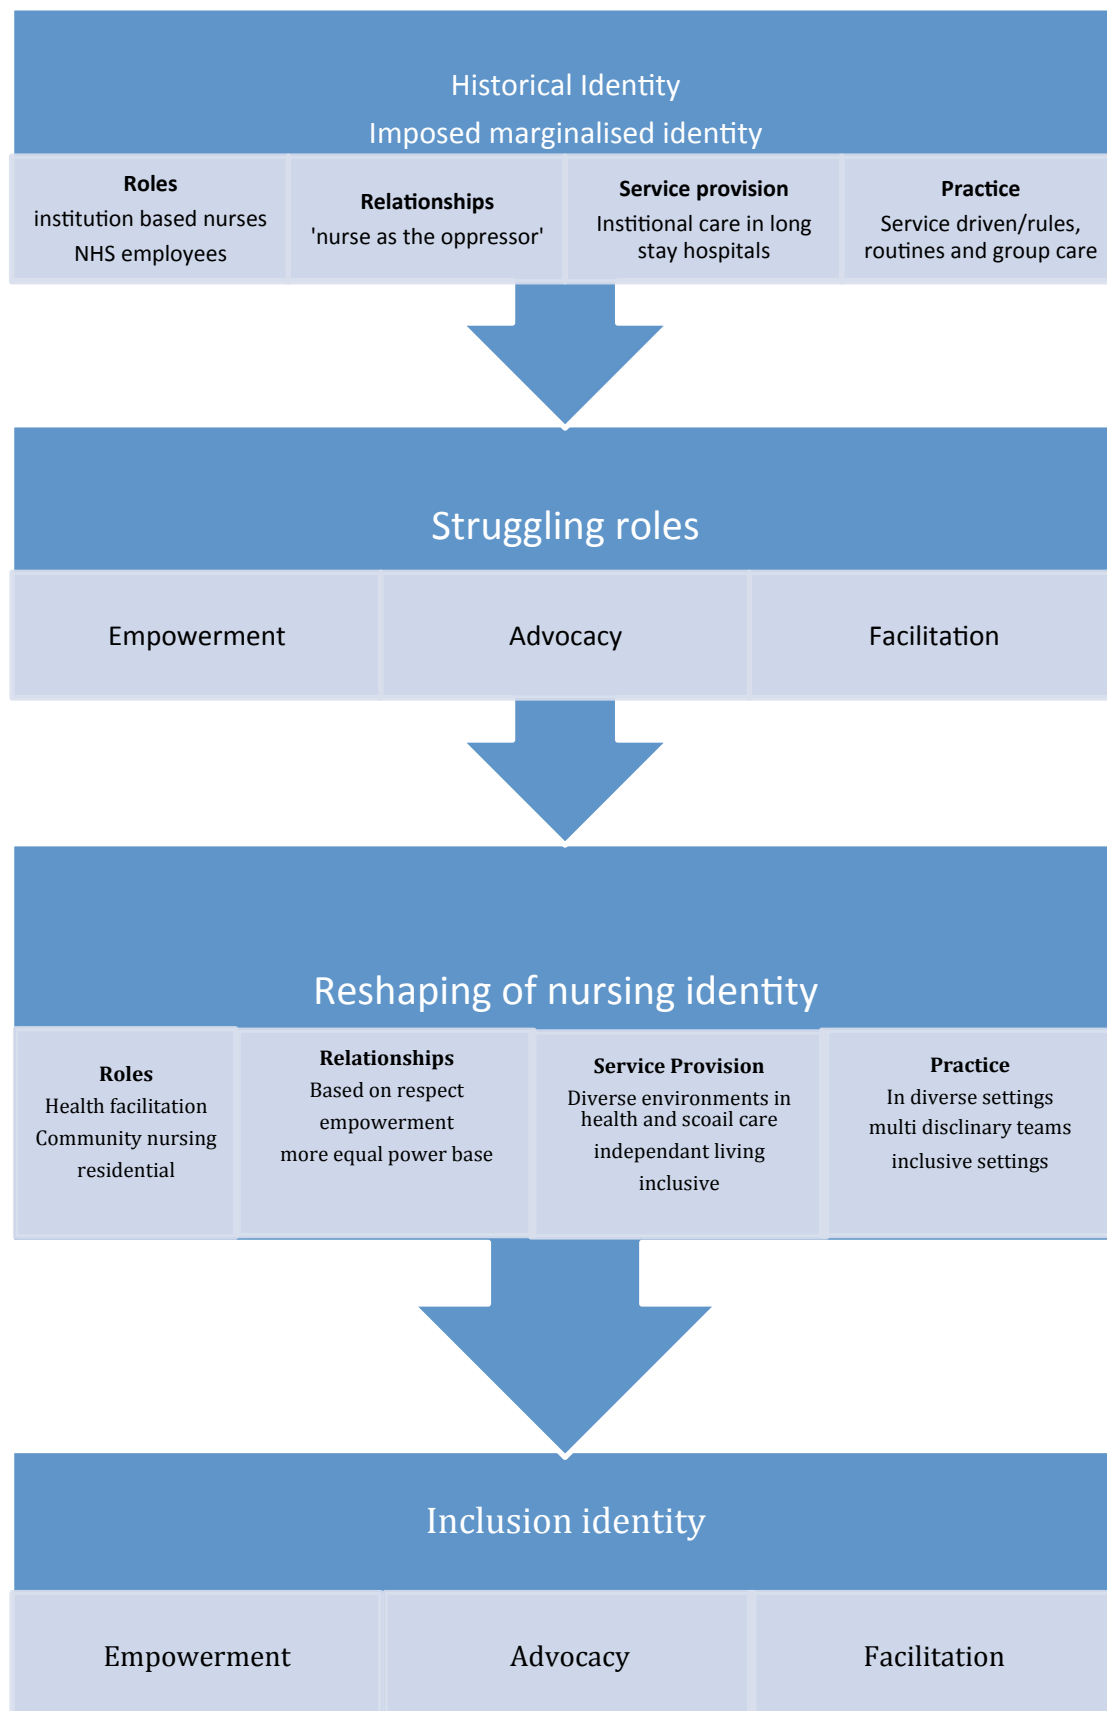 Historical Identity
Imposed marginalised identity
Roles
institution based nurses
NHS employees
Relationships
'nurse as the oppressor'
Service provision
Institional care in long
stay hospitals
Practice
Service driven/rules,
routines and group care
Struggling roles
Empowerment
Advocacy
Facilitation
Reshaping of nursing identity
Roles
Health facilitation
Community nursing
residential
Relationships
Based on respect
empowerment
more equal power base
Service Provision
Diverse environments in
health and scoail care
independant living
inclusive
Practice
In diverse settings
multi disclinary teams
inclusive settings
Inclusion identity
Empowerment
Advocacy
Facilitation